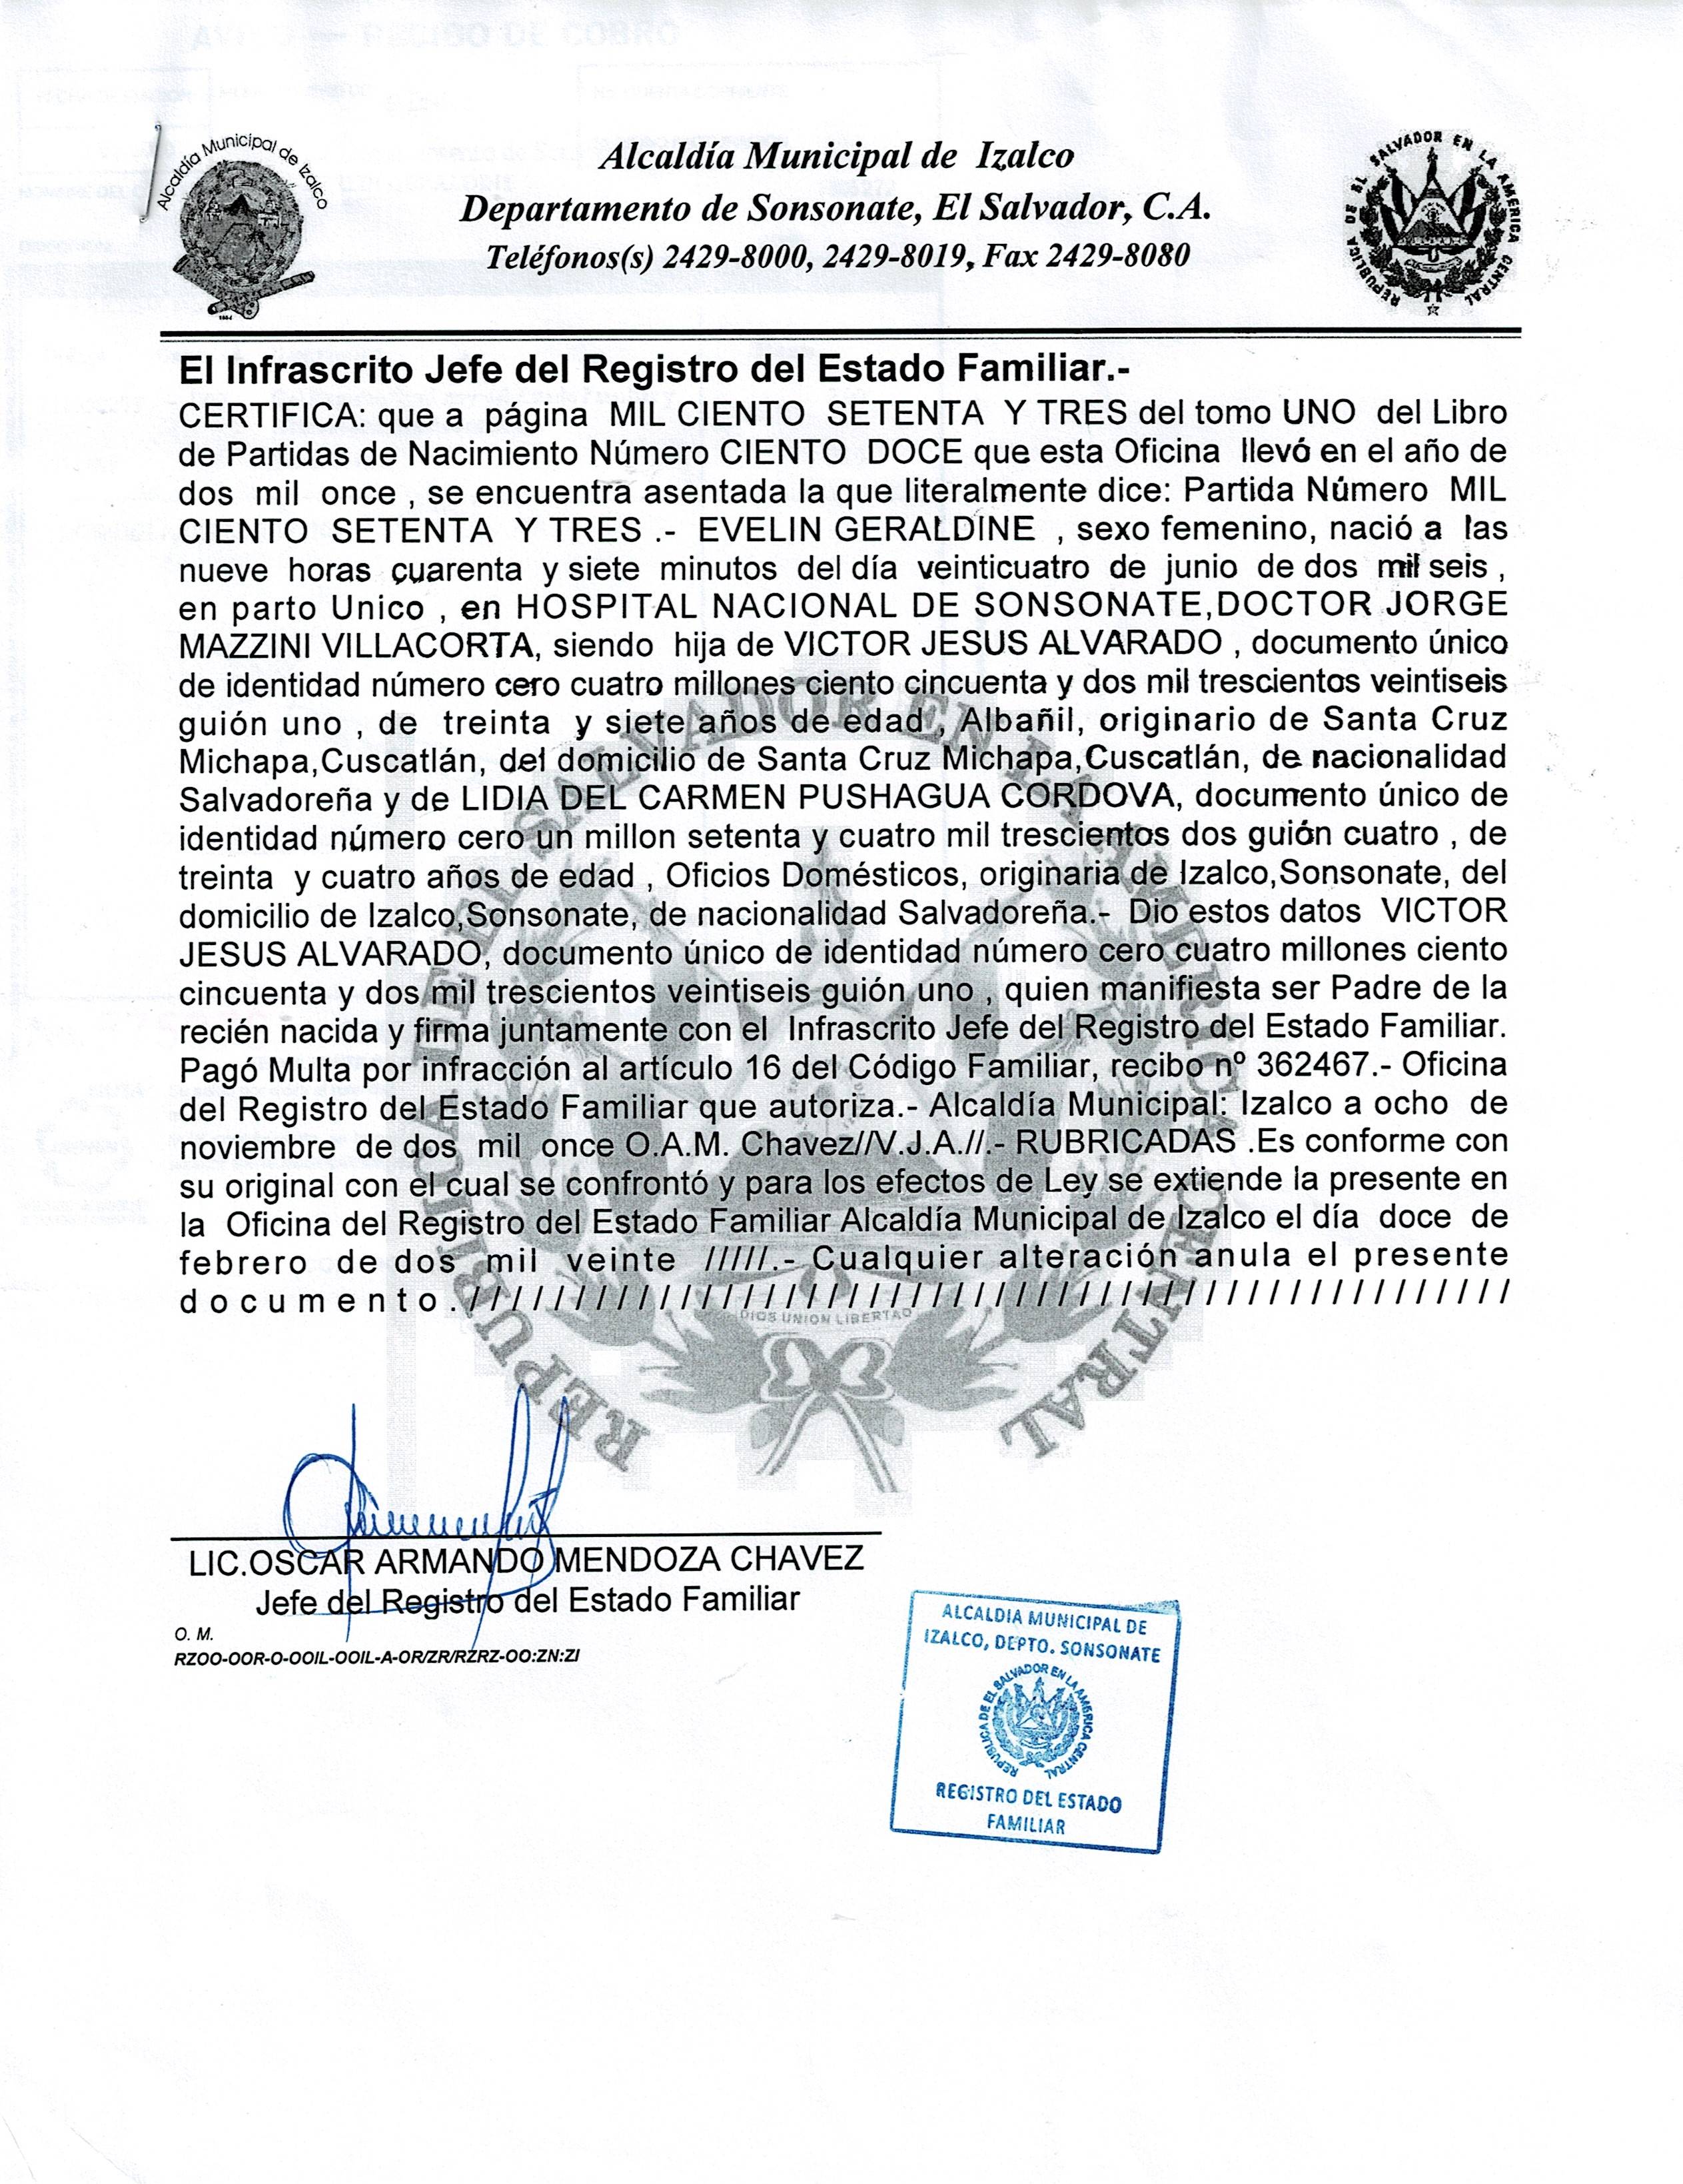 Alcaldía Municipal de Izalco
Alcaldía Municipal de Izalco
Departamento de Sonsonate, El Salvador, C.A.
Teléfonos(s) 2429-8000, 2429-8019, Fax 2429-8080
REPUBLICA DE EL SALVADOR EN LA AMERICA CENTRAL
El Infrascrito Jefe del Registro del Estado Familiar.-
CERTIFICA: que a página MIL CIENTO SETENTA Y TRES del tomo UNO del Libro
de Partidas de Nacimiento Número CIENTO DOCE que esta Oficina llevó en el año de
dos mil once , se encuentra asentada la que literalmente dice: Partida Número MIL
CIENTO SETENTA Y TRES .- EVELIN GERALDINE , sexo femenino, nació a las
nueve horas cuarenta y siete minutos del día veinticuatro de junio de dos mil seis ,
en parto Unico , en HOSPITAL NACIONAL DE SONSONATE,DOCTOR JORGE
MAZZINI VILLACORTA, siendo hija de VICTOR JESUS ALVARADO , documento único
de identidad número cero cuatro millones ciento cincuenta y dos mil trescientos veintiseis
guión uno , de treinta y siete años de edad , Albañil, originario de Santa Cruz
Michapa,Cuscatlán, del domicilio de Santa Cruz Michapa,Cuscatlán, de nacionalidad
Salvadoreña y de LIDIA DEL CARMEN PUSHAGUA CORDOVA, documento único de
identidad número cero un millon setenta y cuatro mil trescientos dos guión cuatro , de
treinta y cuatro años de edad , Oficios Domésticos, originaria de Izalco,Sonsonate, del
domicilio de Izalco,Sonsonate, de nacionalidad Salvadoreña.- Dio estos datos VICTOR
JESUS ALVARADO, documento único de identidad número cero cuatro millones ciento
cincuenta y dos mil trescientos veintiseis guión uno , quien manifiesta ser Padre de la
recién nacida y firma juntamente con el Infrascrito Jefe del Registro del Estado Familiar.
Pagó Multa por infracción al artículo 16 del Código Familiar, recibo nº 362467.- Oficina
del Registro del Estado Familiar que autoriza.- Alcaldía Municipal: Izalco a ocho de
noviembre de dos mil once O.A.M. Chavez//V.J.A.//.- RUBRICADAS .Es conforme con
su original con el cual se confrontó y para los efectos de Ley se extiende la presente en
la Oficina del Registro del Estado Familiar Alcaldía Municipal de Izalco el día doce de
febrero de dos mil veinte /////.- Cualquier alteración anula el presente
documento.//////////////////////////////////////////////////
REPUBLICA DE EL SALVADOR EN LA AMERICA CENTRAL
DIOS UNION LIBERTAD
LIC.OSCAR ARMANDO MENDOZA CHAVEZ
Jefe del Registro del Estado Familiar
O. M.
RZOO-OOR-O-OOIL-OOIL-A-OR/ZR/RZRZ-OO:ZN:ZI
ALCALDIA MUNICIPAL DE
IZALCO, DEPTO. SONSONATE
REPUBLICA DE EL SALVADOR EN LA AMERICA CENTRAL
REGISTRO DEL ESTADO
FAMILIAR